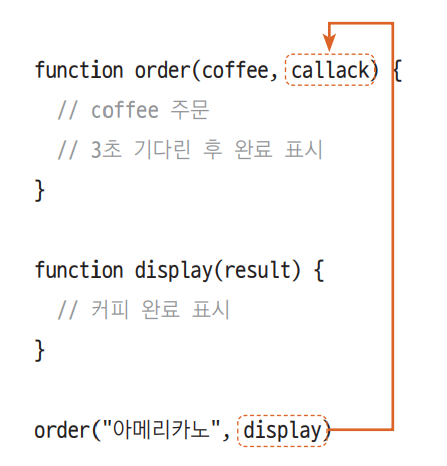 function order(coffee, callack) {
// coffee 주문
// 3초 기다린 후 완료 표시
}
function display(result) {
// 커피 완료 표시
}
order("아메리카노", display)